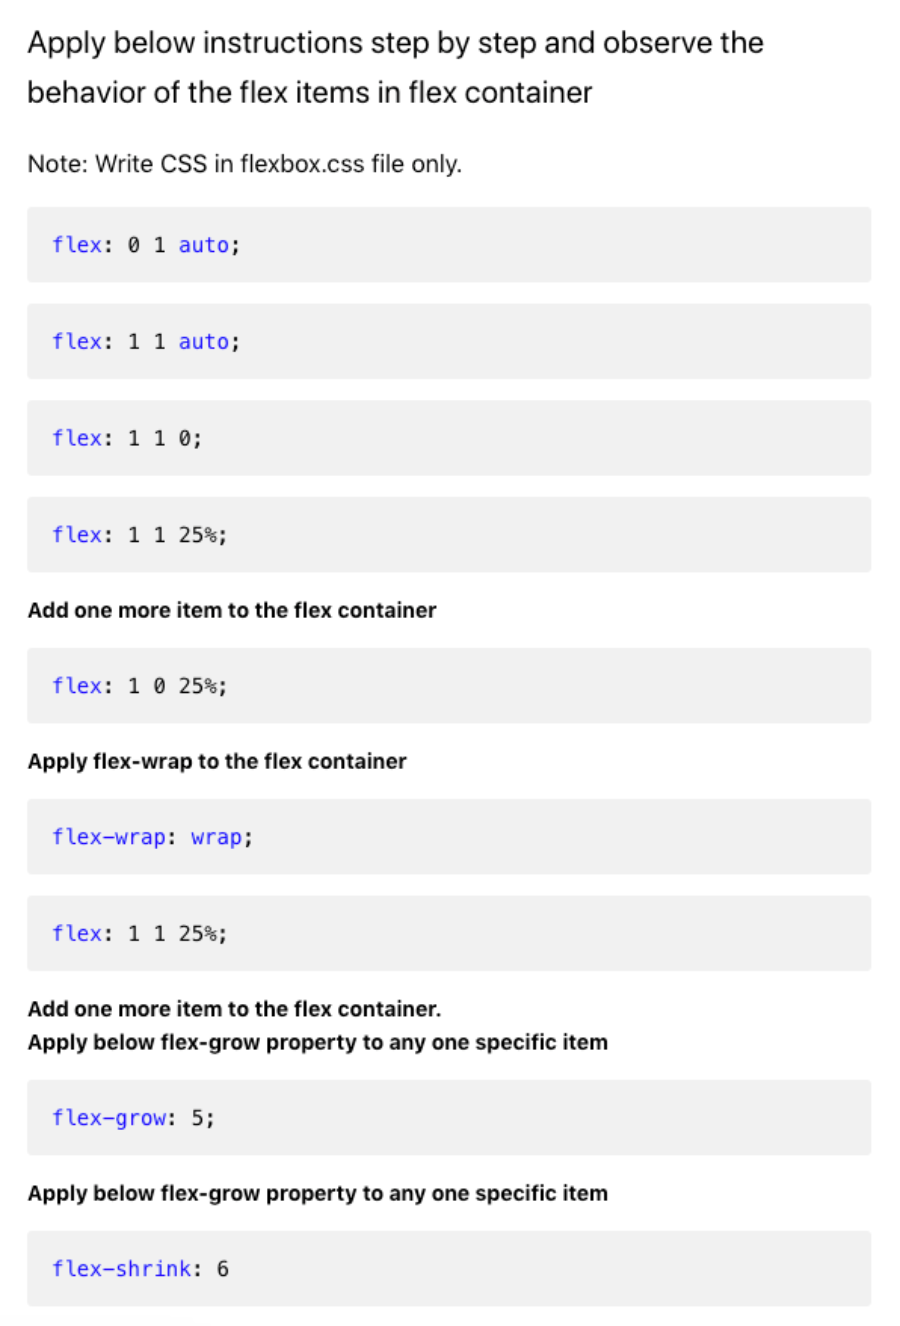 Apply below instructions step by step and observe the
behavior of the flex items in flex container
Note: Write CSS in flexbox.css file only.
flex: 0 1 auto;
flex: 1 1 auto;
flex: 1 1 0;
flex: 1 1 25%;
Add one more item to the flex container
flex: 1 0 25%;
Apply flex-wrap to the flex container
flex-wrap: wrap;
flex: 1 1 25%;
Add one more item to the flex container.
Apply below flex-grow property to any one specific item
flex-grow: 5;
Apply below flex-grow property to any one specific item
flex-shrink: 6